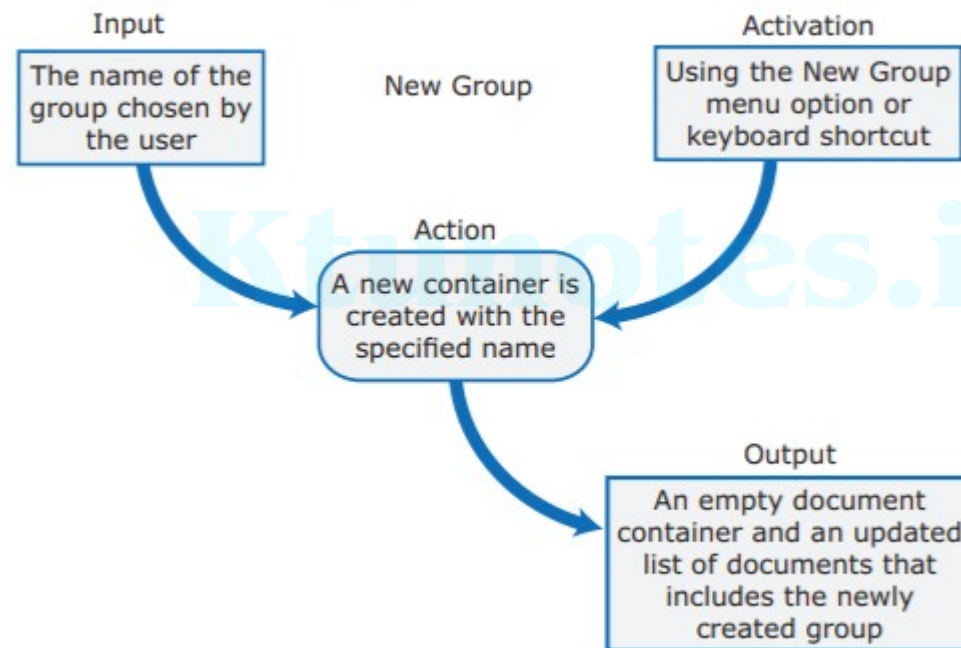 Input
The name of the
group chosen by
the user
New Group
Activation
Using the New Group
menu option or
keyboard shortcut
Ktunotes.i
Action
A new container is
created with the
specified name
Output
An empty document
container and an updated
list of documents that
includes the newly
created group